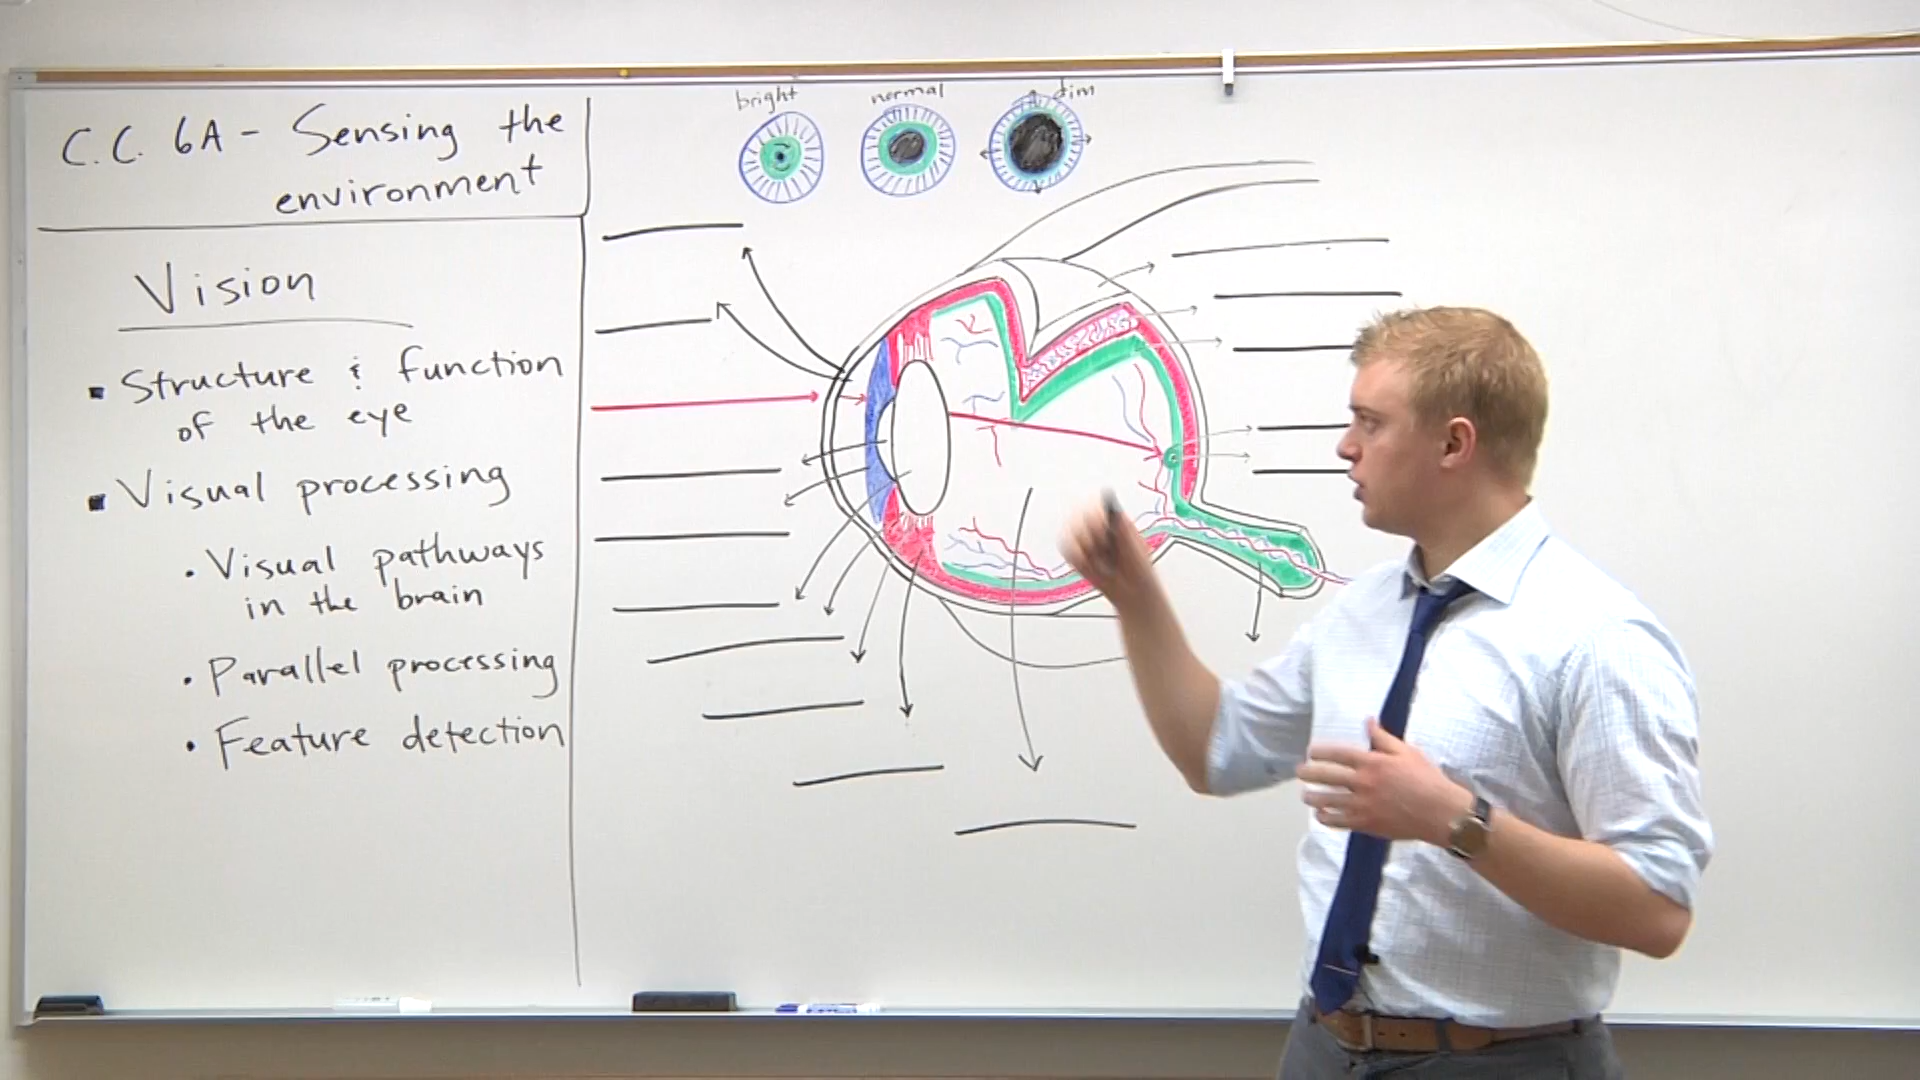 C.C. 6A - Sensing the
environment
Vision
▪ Structure & function
of the eye
▪ Visual processing
• Visual pathways
in the brain
• Parallel processing
• Feature detection
bright
normal
dim